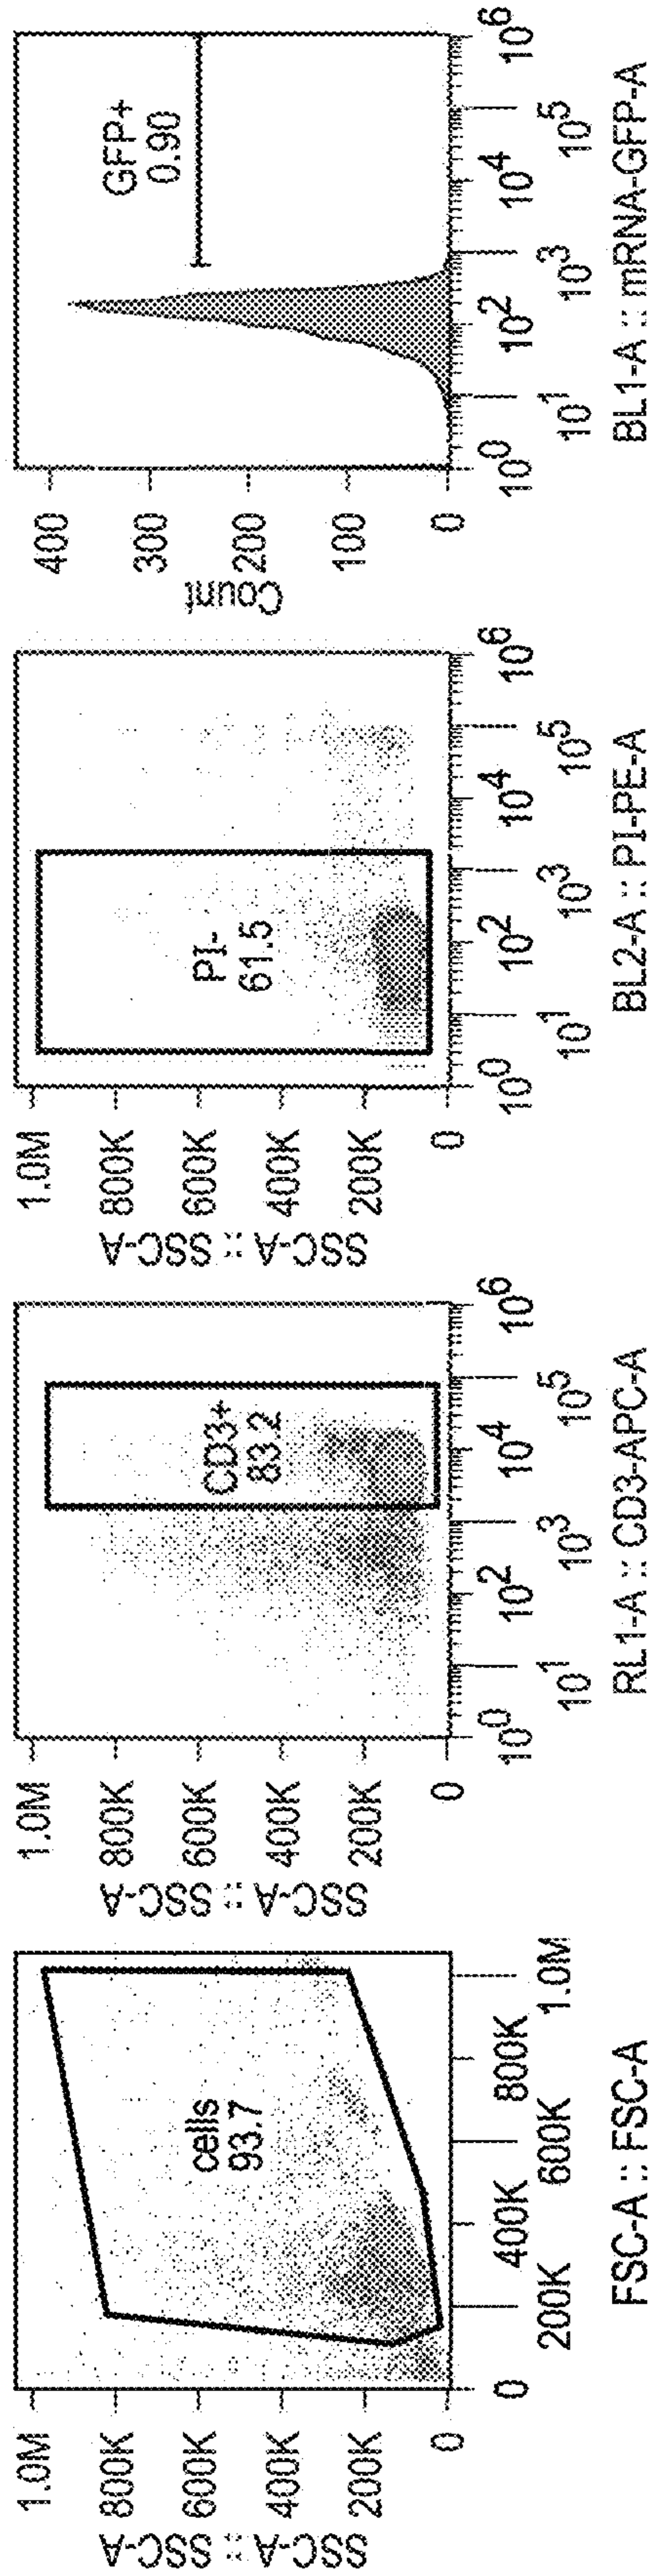 SSC-A :: SSC-A
1.0M
800K
600K
400K
200K
0
cells
93.7
0 200K 400K 600K 800K 1.0M
FSC-A :: FSC-A
SSC-A :: SSC-A
1.0M
800K
600K
400K
200K
0
CD3+
83.2
10^0 10^1 10^2 10^3 10^4 10^5 10^6
RL1-A :: CD3-APC-A
SSC-A :: SSC-A
1.0M
800K
600K
400K
200K
0
PI-
61.5
10^0 10^1 10^2 10^3 10^4 10^5 10^6
BL2-A :: PI-PE-A
Count
400
300
200
100
0
GFP+
0.90
10^0 10^1 10^2 10^3 10^4 10^5 10^6
BL1-A :: mRNA-GFP-A